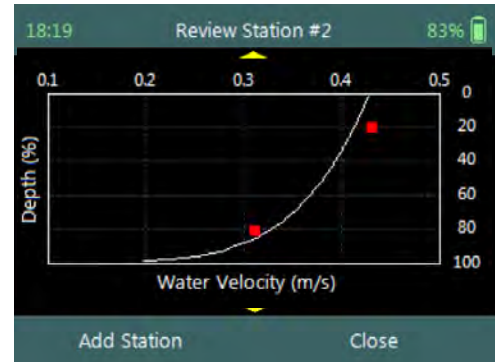 18:19 Review Station #2 83%
0.1 0.2 0.3 0.4 0.5
0
20
40
60
80
100
Depth (%)
Water Velocity (m/s)
Add Station Close